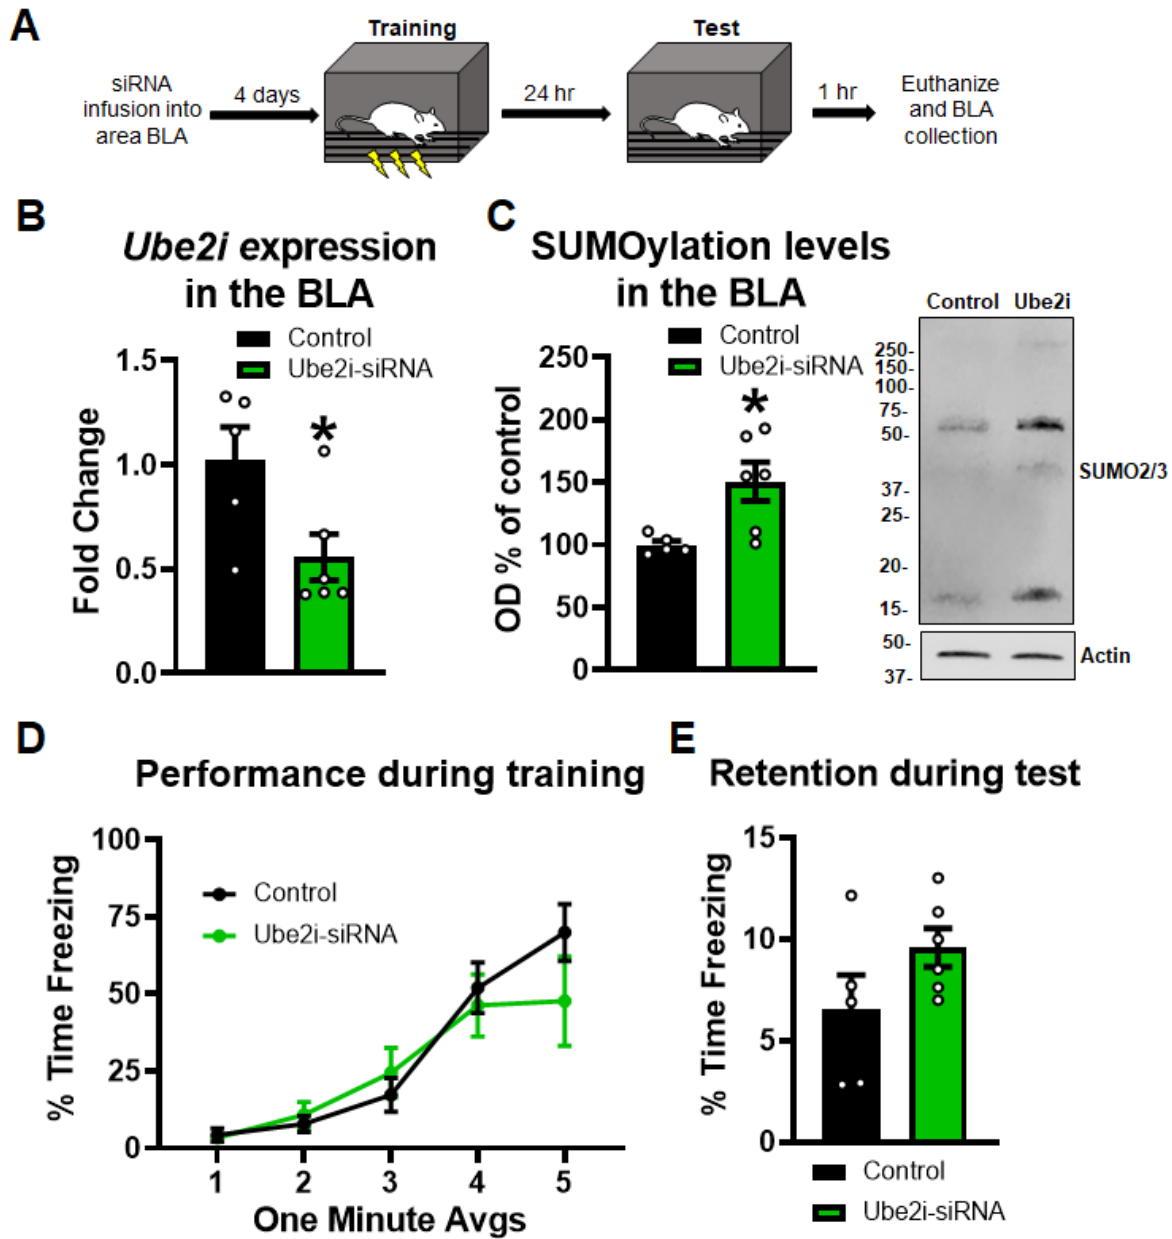 A
Training
Test
siRNA
infusion into
area BLA
4 days
24 hr
1 hr
Euthanize
and BLA
collection
B
Ube2i expression
in the BLA
Control
Ube2i-siRNA
1.5
1.0
0.5
0.0
Fold Change
*
C
SUMOylation levels
in the BLA
Control
Ube2i-siRNA
250
200
150
100
50
0
OD % of control
*
Control Ube2i
250-
150-
100-
75-
50-
37-
25-
20-
15-
SUMO2/3
50-
37-
Actin
D
Performance during training
100
75
50
25
0
% Time Freezing
Control
Ube2i-siRNA
1 2 3 4 5
One Minute Avgs
E
Retention during test
15
10
5
0
% Time Freezing
Control
Ube2i-siRNA